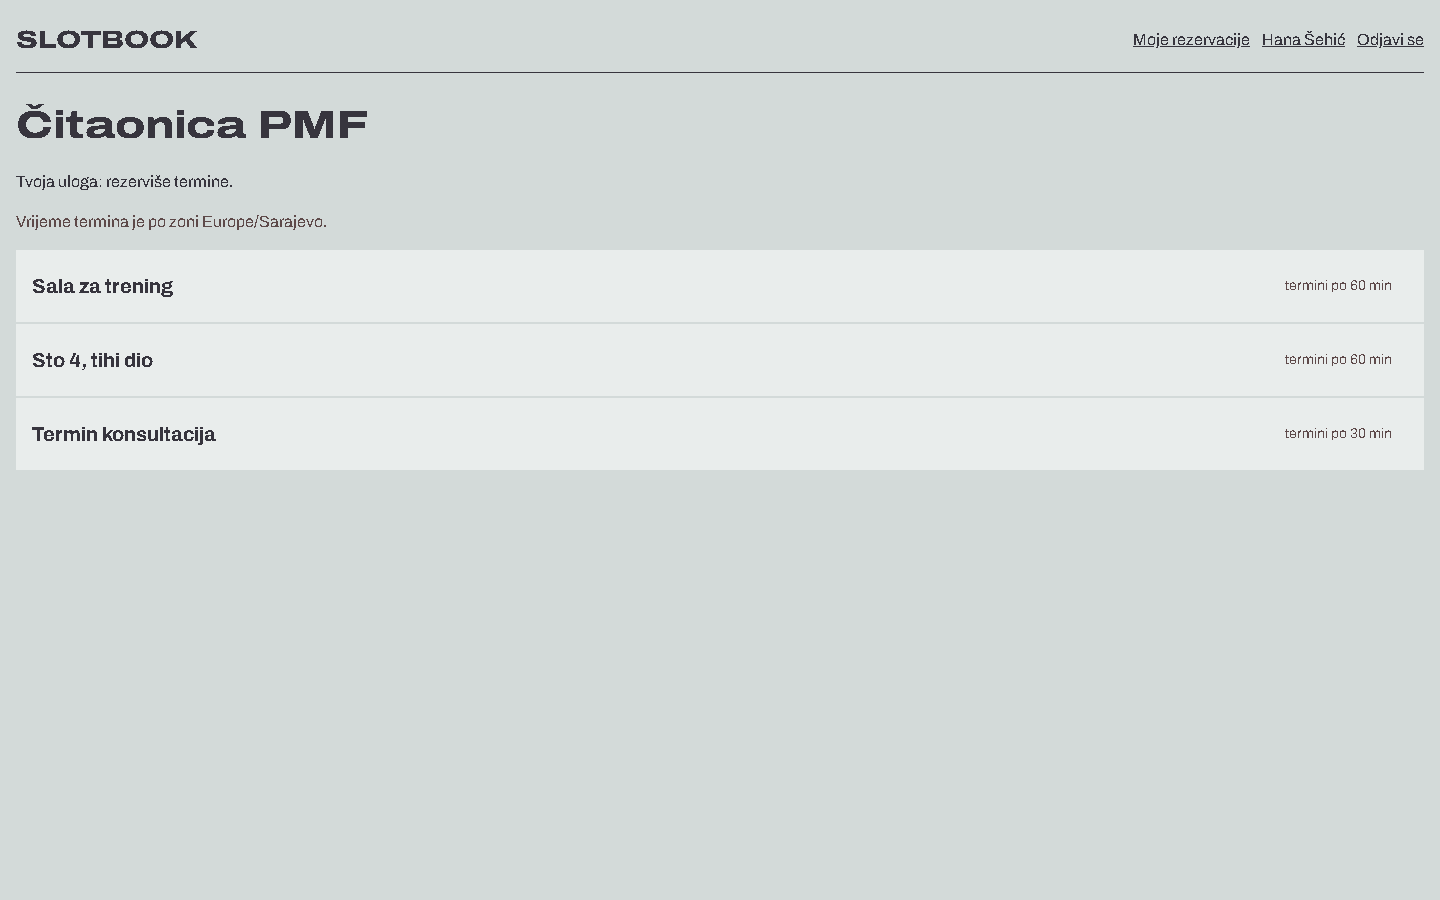 SLOTBOOK
Moje rezervacije Hana Šehić Odjavi se
Čitaonica PMF
Tvoja uloga: rezerviše termine.
Vrijeme termina je po zoni Europe/Sarajevo.
Sala za trening termini po 60 min
Sto 4, tihi dio termini po 60 min
Termin konsultacija termini po 30 min